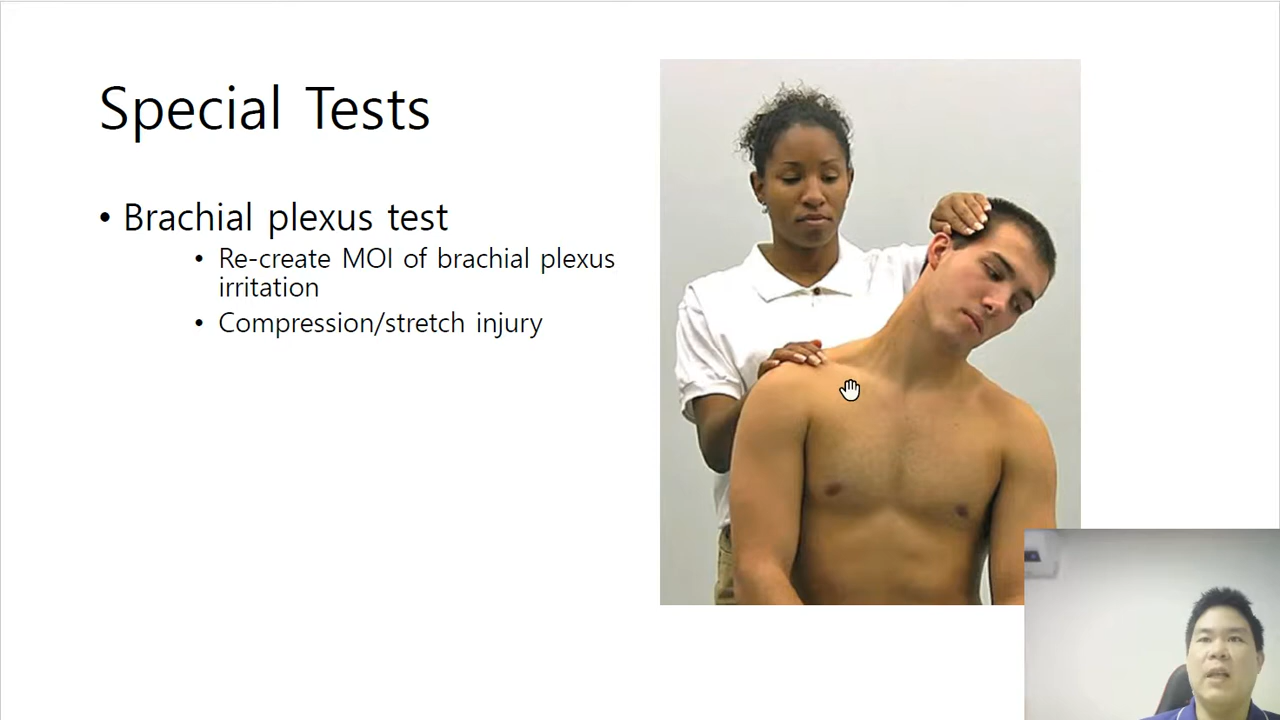 Special Tests
• Brachial plexus test
• Re-create MOI of brachial plexus
irritation
• Compression/stretch injury